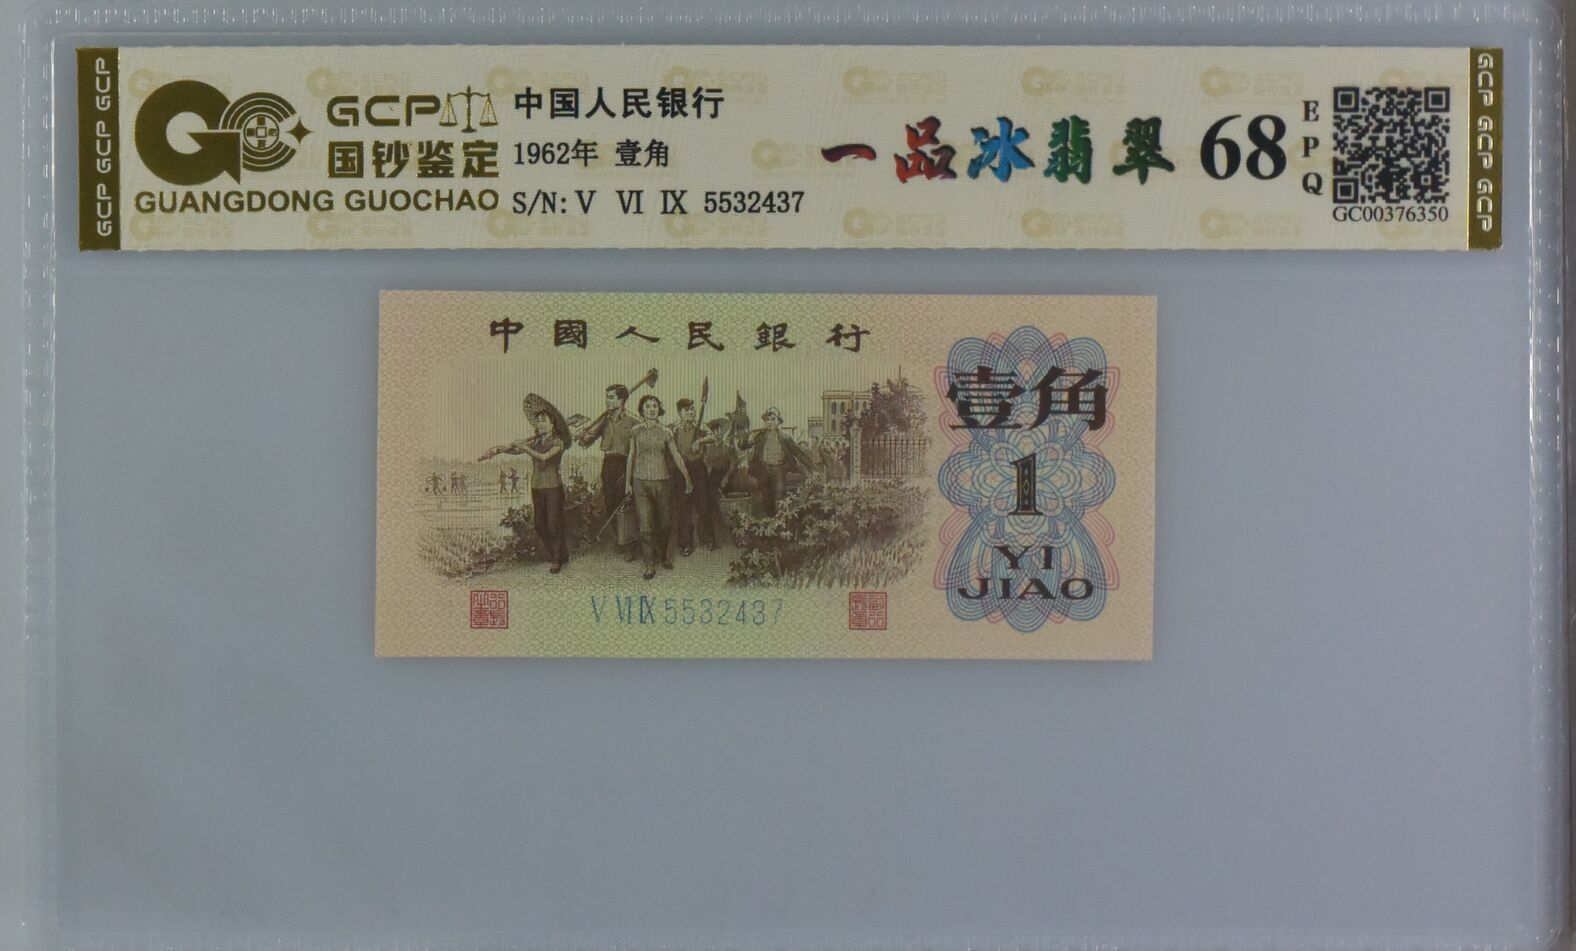 GCP GCP GCP
GCP
国钞鉴定
GUANGDONG GUOCHAO
中国人民银行
1962年 壹角
S/N: V VI IX 5532437
一品冰翡翠
68
EPQ
GC00376350
GCP GCP GCP
中國人民銀行
壹角
1
YI
JIAO
V VI IX 5532437